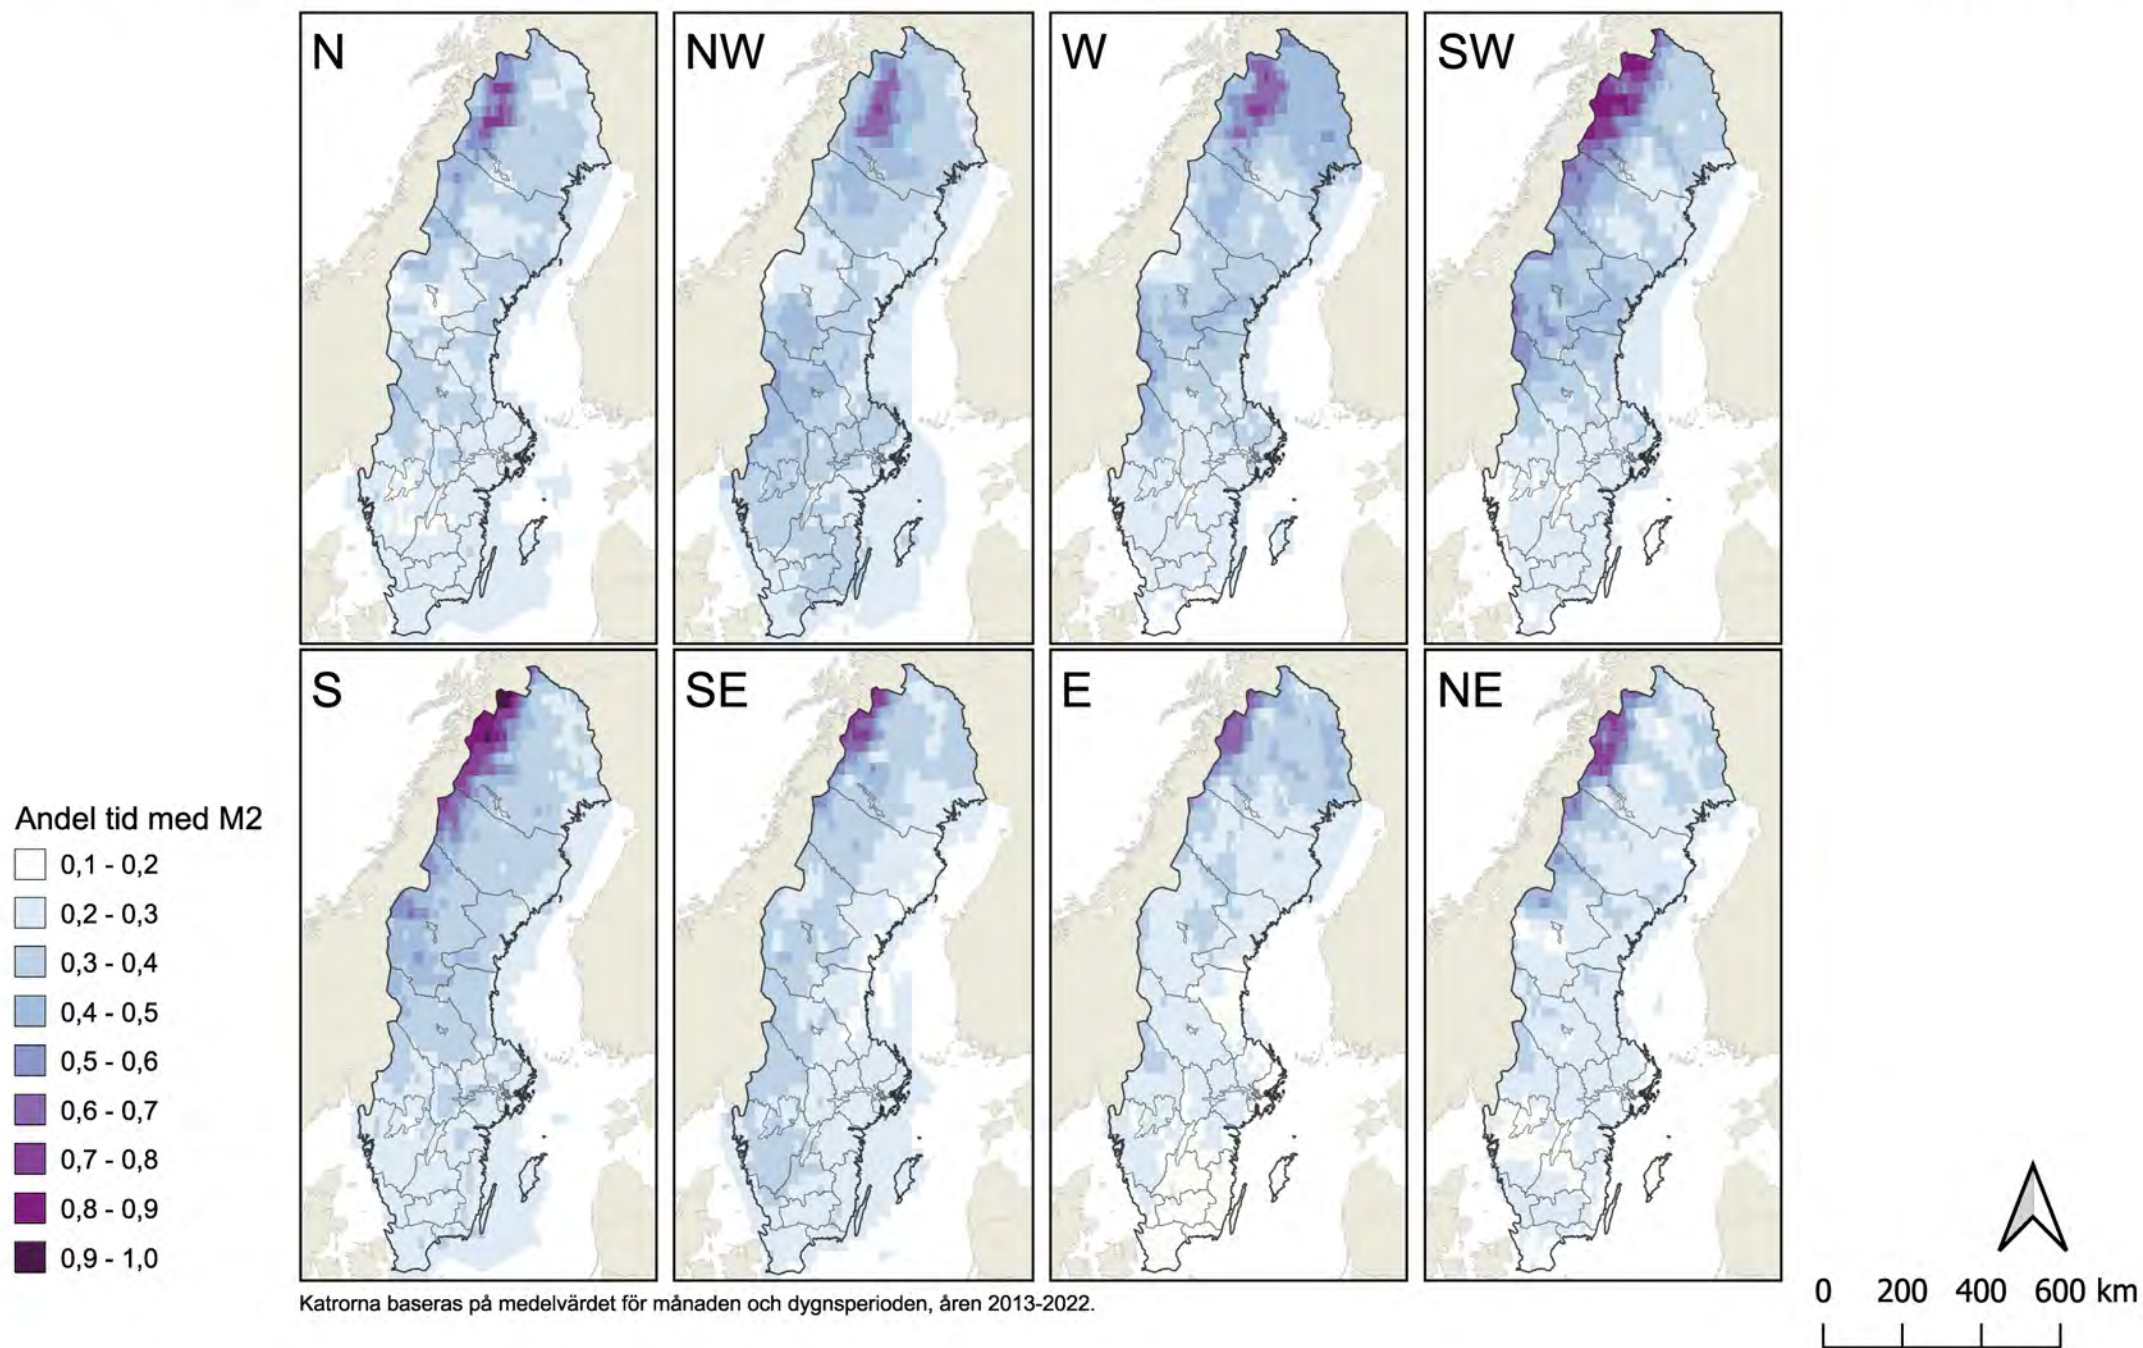 N
NW
W
SW
S
SE
E
NE
Andel tid med M2
0,1 - 0,2
0,2 - 0,3
0,3 - 0,4
0,4 - 0,5
0,5 - 0,6
0,6 - 0,7
0,7 - 0,8
0,8 - 0,9
0,9 - 1,0
Katrorna baseras på medelvärdet för månaden och dygnsperioden, åren 2013-2022.
0 200 400 600 km